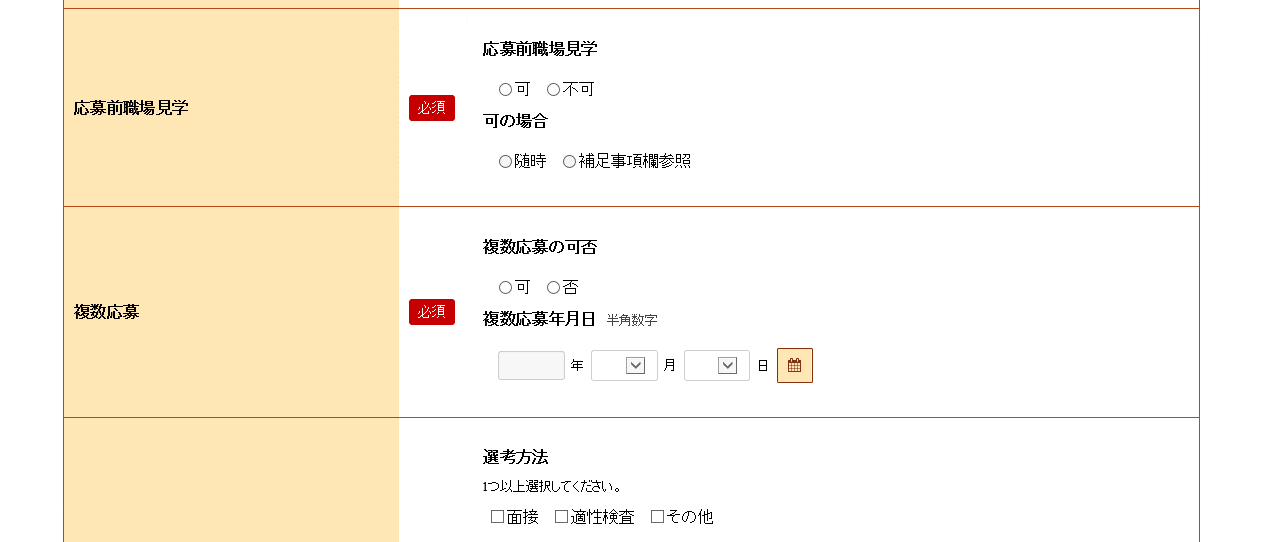 応募前職場見学
必須
応募前職場見学
可 不可
可の場合
随時 補足事項欄参照
複数応募
必須
複数応募の可否
可 否
複数応募年月日 半角数字
年 月 日
選考方法
1つ以上選択してください。
面接 適性検査 その他